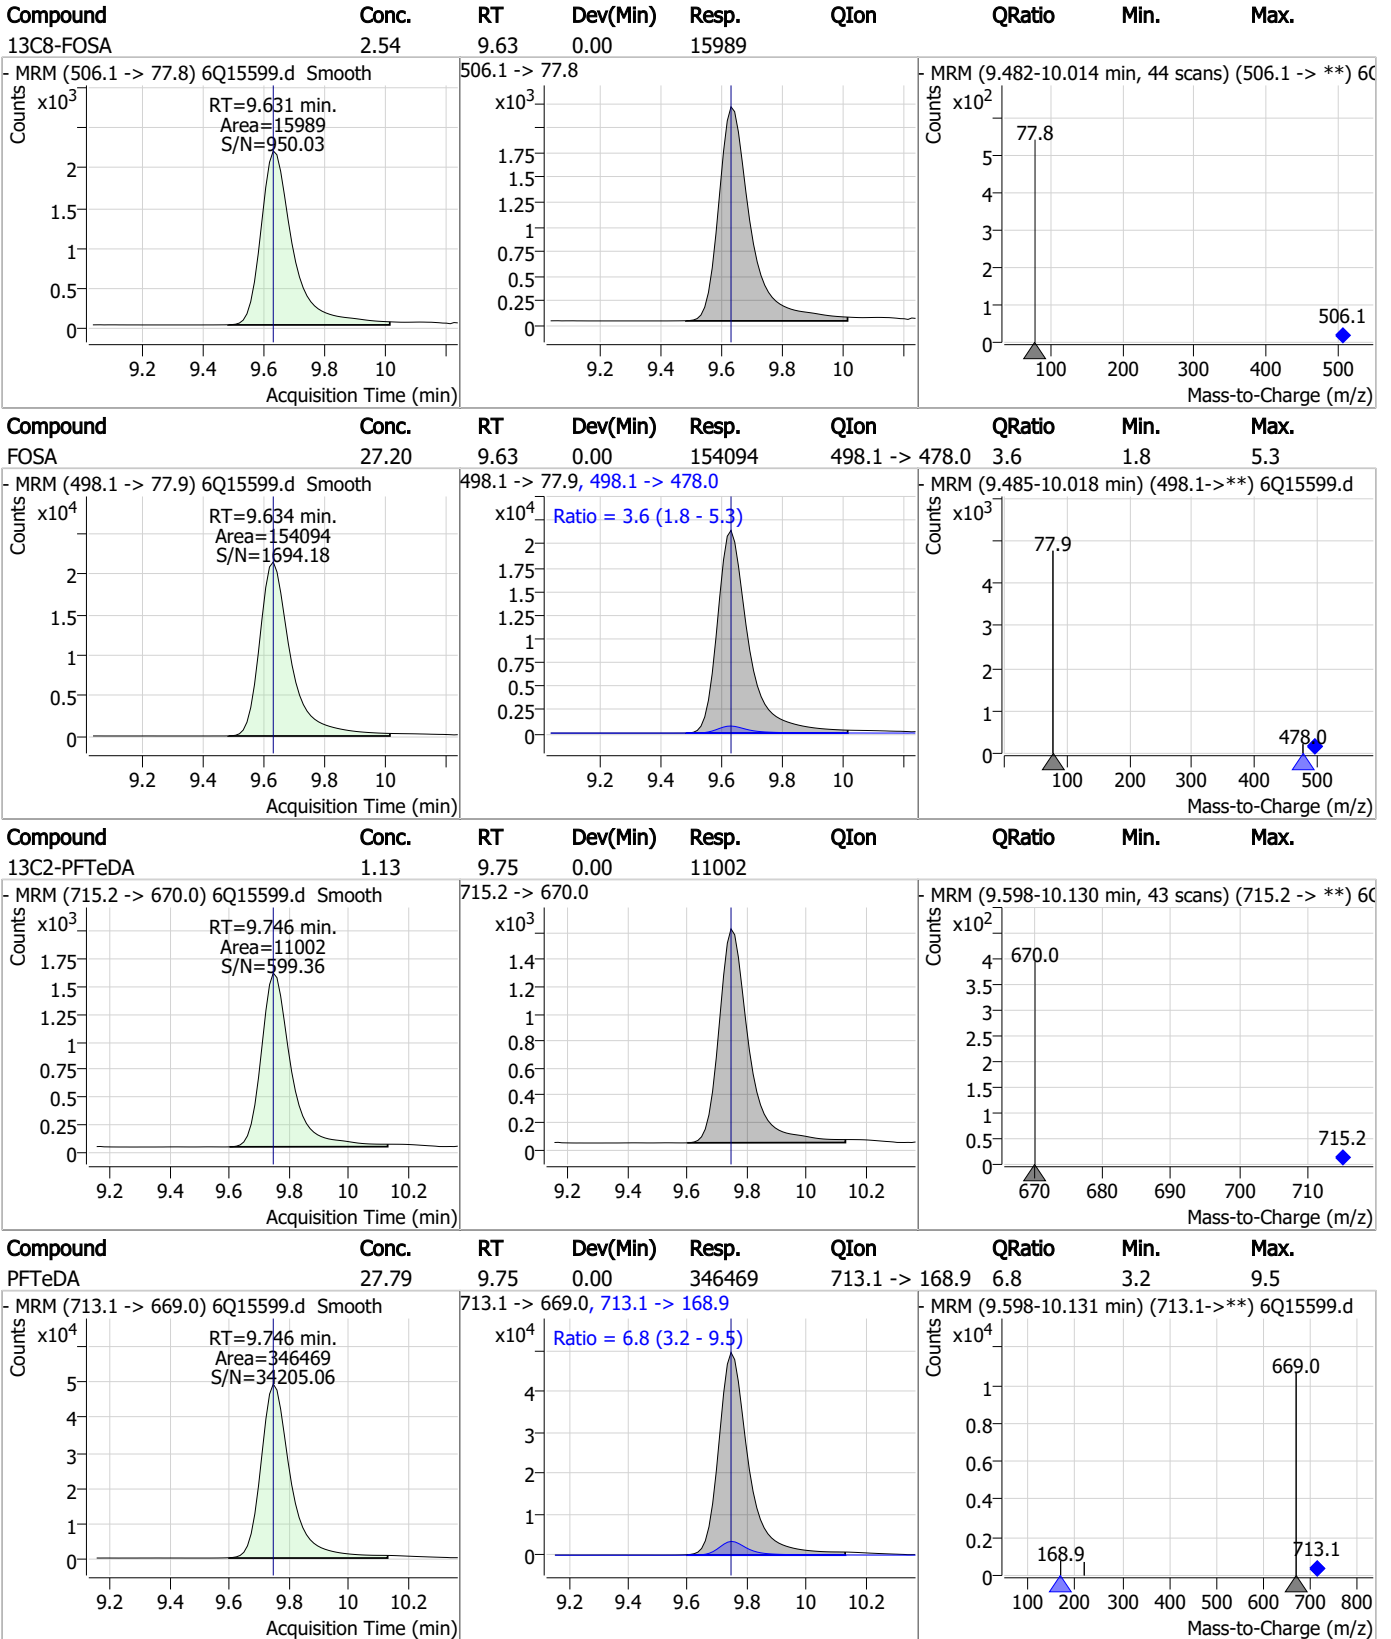 Compound Conc. RT Dev(Min) Resp. QIon QRatio Min. Max.
13C8-FOSA 2.54 9.63 0.00 15989
- MRM (506.1 -> 77.8) 6Q15599.d Smooth
Counts
x10³
RT=9.631 min.
Area=15989
S/N=950.03
2
1.5
1
0.5
0
9.2 9.4 9.6 9.8 10
Acquisition Time (min)
506.1 -> 77.8
x10³
1.75
1.5
1.25
1
0.75
0.5
0.25
0
9.2 9.4 9.6 9.8 10
- MRM (9.482-10.014 min, 44 scans) (506.1 -> **) 6Q
Counts
x10²
77.8
5
4
3
2
1
0
506.1
100 200 300 400 500
Mass-to-Charge (m/z)
Compound Conc. RT Dev(Min) Resp. QIon QRatio Min. Max.
FOSA 27.20 9.63 0.00 154094 498.1 -> 478.0 3.6 1.8 5.3
- MRM (498.1 -> 77.9) 6Q15599.d Smooth
Counts
x10⁴
RT=9.634 min.
Area=154094
S/N=1694.18
2
1.5
1
0.5
0
9.2 9.4 9.6 9.8 10
Acquisition Time (min)
498.1 -> 77.9, 498.1 -> 478.0
x10⁴
Ratio = 3.6 (1.8 - 5.3)
2
1.75
1.5
1.25
1
0.75
0.5
0.25
0
9.2 9.4 9.6 9.8 10
- MRM (9.485-10.018 min) (498.1->**) 6Q15599.d
Counts
x10³
77.9
4
3
2
1
0
478.0
100 200 300 400 500
Mass-to-Charge (m/z)
Compound Conc. RT Dev(Min) Resp. QIon QRatio Min. Max.
13C2-PFTeDA 1.13 9.75 0.00 11002
- MRM (715.2 -> 670.0) 6Q15599.d Smooth
Counts
x10³
RT=9.746 min.
Area=11002
S/N=599.36
1.75
1.5
1.25
1
0.75
0.5
0.25
0
9.2 9.4 9.6 9.8 10 10.2
Acquisition Time (min)
715.2 -> 670.0
x10³
1.4
1.2
1
0.8
0.6
0.4
0.2
0
9.2 9.4 9.6 9.8 10 10.2
- MRM (9.598-10.130 min, 43 scans) (715.2 -> **) 6Q
Counts
x10²
670.0
4
3.5
3
2.5
2
1.5
1
0.5
0
715.2
670 680 690 700 710
Mass-to-Charge (m/z)
Compound Conc. RT Dev(Min) Resp. QIon QRatio Min. Max.
PFTeDA 27.79 9.75 0.00 346469 713.1 -> 168.9 6.8 3.2 9.5
- MRM (713.1 -> 669.0) 6Q15599.d Smooth
Counts
x10⁴
RT=9.746 min.
Area=346469
S/N=34205.06
5
4
3
2
1
0
9.2 9.4 9.6 9.8 10 10.2
Acquisition Time (min)
713.1 -> 669.0, 713.1 -> 168.9
x10⁴
Ratio = 6.8 (3.2 - 9.5)
4
3
2
1
0
9.2 9.4 9.6 9.8 10 10.2
- MRM (9.598-10.131 min) (713.1->**) 6Q15599.d
Counts
x10⁴
669.0
1
0.8
0.6
0.4
0.2
0
168.9
713.1
100 200 300 400 500 600 700 800
Mass-to-Charge (m/z)